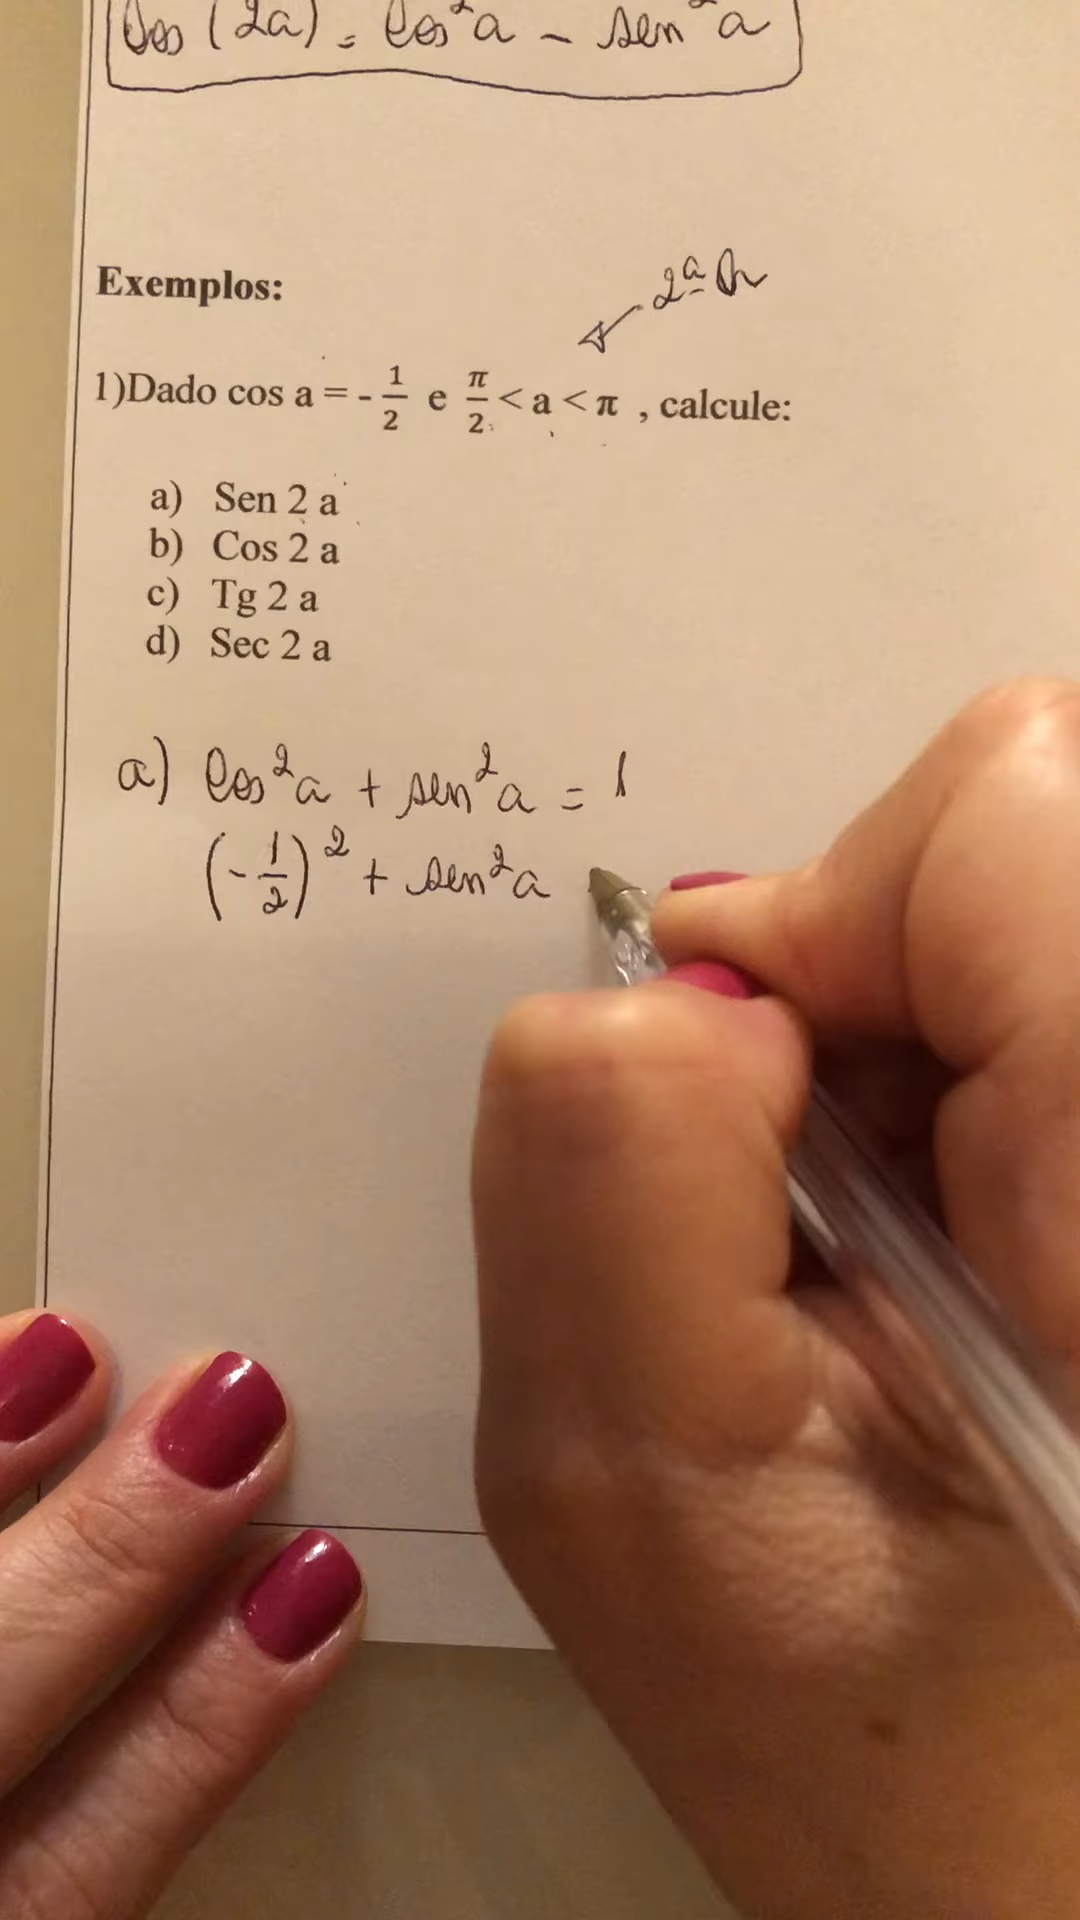 Cos (2a) = Cos²a - sen²a
Exemplos:
2ª Q
1)Dado cos a = - 1/2 e π/2 < a < π , calcule:
a) Sen 2 a
b) Cos 2 a
c) Tg 2 a
d) Sec 2 a
a) Cos²a + sen²a = 1
(-1/2)² + sen²a